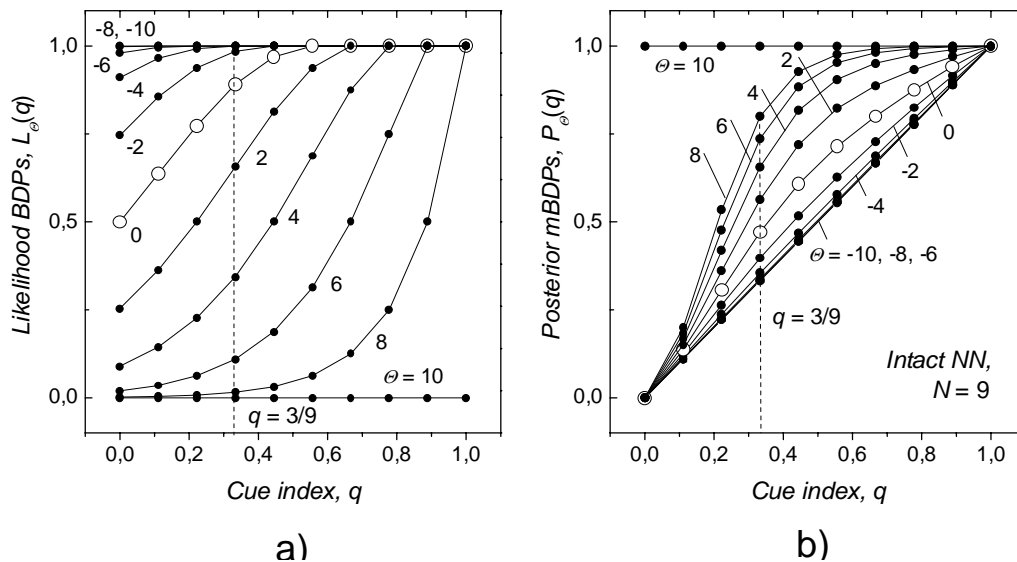 Likelihood BDPs, L_Θ(q)
1,0
0,5
0,0
-8, -10
-6
-4
-2
0
2
4
6
8
Θ = 10
q = 3/9
0,0 0,2 0,4 0,6 0,8 1,0
Cue index, q
a)
Posterior mBDPs, P_Θ(q)
1,0
0,5
0,0
Θ = 10
2
4
6
8
0
-2
-4
Θ = -10, -8, -6
q = 3/9
Intact NN,
N = 9
0,0 0,2 0,4 0,6 0,8 1,0
Cue index, q
b)